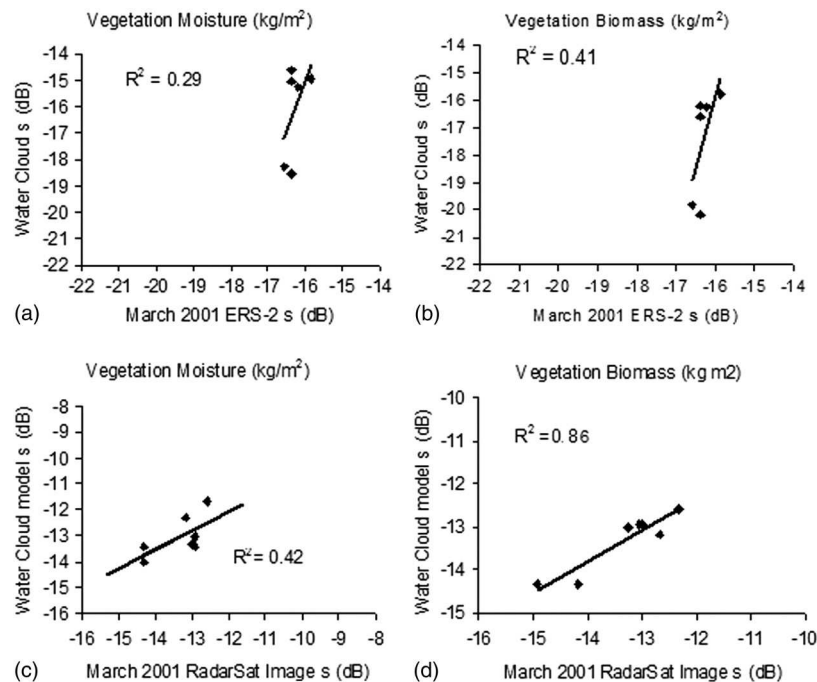 Vegetation Moisture (kg/m²)
R² = 0.29
Water Cloud s (dB)
-14
-15
-16
-17
-18
-19
-20
-21
-22
-22 -21 -20 -19 -18 -17 -16 -15 -14
(a) March 2001 ERS-2 s (dB)
Vegetation Biomass (kg/m²)
R² = 0.41
Water Cloud s (dB)
-14
-15
-16
-17
-18
-19
-20
-21
-22
-22 -21 -20 -19 -18 -17 -16 -15 -14
(b) March 2001 ERS-2 s (dB)
Vegetation Moisture (kg/m²)
Water Cloud model s (dB)
-8
-9
-10
-11
-12
-13
-14
-15
-16
R² = 0.42
-16 -15 -14 -13 -12 -11 -10 -9 -8
(c) March 2001 RadarSat Image s (dB)
Vegetation Biomass (kg m2)
R² = 0.86
Water Cloud model s (dB)
-10
-11
-12
-13
-14
-15
-16 -15 -14 -13 -12 -11 -10
(d) March 2001 RadarSat Image s (dB)